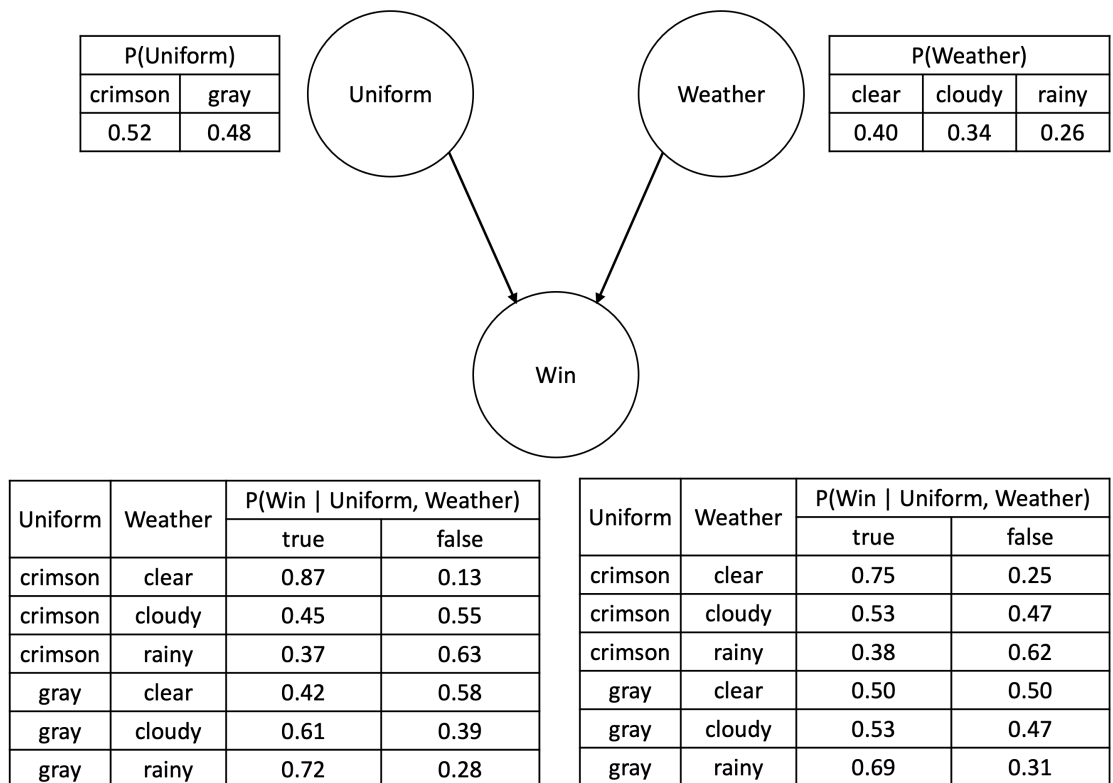 P(Uniform)
crimson gray
0.52 0.48
Uniform
Weather
P(Weather)
clear cloudy rainy
0.40 0.34 0.26
Win
Uniform Weather P(Win | Uniform, Weather)
true false
crimson clear 0.87 0.13
crimson cloudy 0.45 0.55
crimson rainy 0.37 0.63
gray clear 0.42 0.58
gray cloudy 0.61 0.39
gray rainy 0.72 0.28
Uniform Weather P(Win | Uniform, Weather)
true false
crimson clear 0.75 0.25
crimson cloudy 0.53 0.47
crimson rainy 0.38 0.62
gray clear 0.50 0.50
gray cloudy 0.53 0.47
gray rainy 0.69 0.31